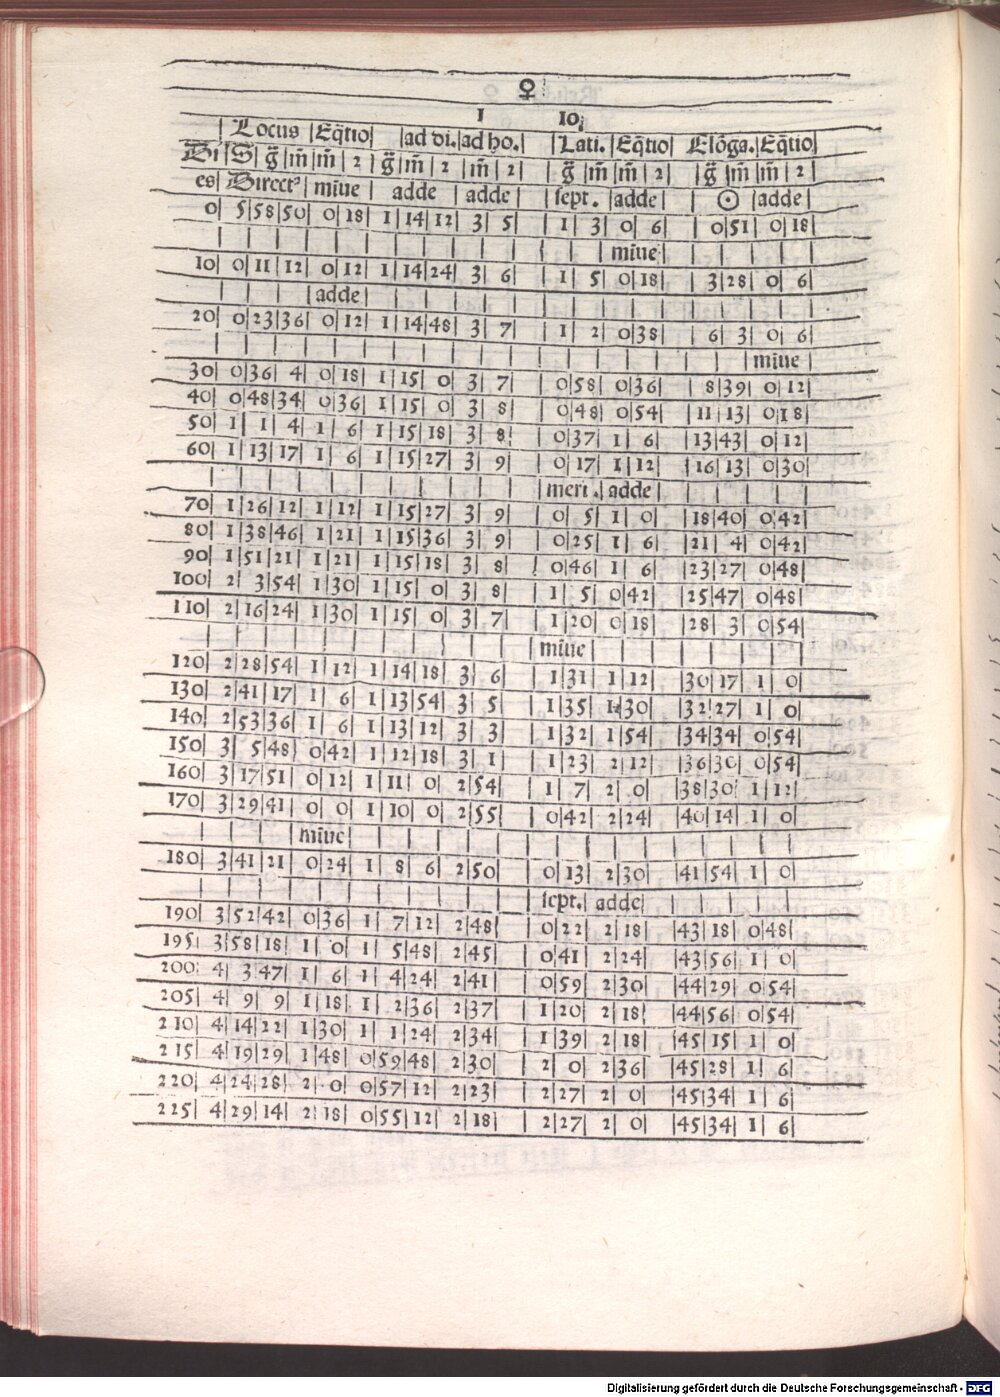 ♀
1 10
Locus | Eq̃tio | ad di. | ad ho. | Lati. | Eq̃tio | Elõga. | Eq̃tio
Di | S̃ | g̃ | m̃ | m̃ | 2 | g̃ | m̃ | 2 | m̃ | 2 | g̃ | m̃ | m̃ | 2 | g̃ | m̃ | m̃ | 2
es | Direct⁹ | miue | adde | adde | sept. | adde | ☉ | adde
0 | 5 | 58 | 50 | 0 | 18 | 1 | 14 | 12 | 3 | 5 | 1 | 3 | 0 | 6 | 0 | 51 | 0 | 18
miue
10 | 0 | 11 | 12 | 0 | 12 | 1 | 14 | 24 | 3 | 6 | 1 | 5 | 0 | 18 | 3 | 28 | 0 | 6
adde
20 | 0 | 23 | 36 | 0 | 12 | 1 | 14 | 48 | 3 | 7 | 1 | 2 | 0 | 38 | 6 | 3 | 0 | 6
miue
30 | 0 | 36 | 4 | 0 | 18 | 1 | 15 | 0 | 3 | 7 | 0 | 58 | 0 | 36 | 8 | 39 | 0 | 12
40 | 0 | 48 | 34 | 0 | 36 | 1 | 15 | 0 | 3 | 8 | 0 | 48 | 0 | 54 | 11 | 13 | 0 | 18
50 | 1 | 1 | 4 | 1 | 6 | 1 | 15 | 18 | 3 | 8 | 0 | 37 | 1 | 6 | 13 | 43 | 0 | 12
60 | 1 | 13 | 17 | 1 | 6 | 1 | 15 | 27 | 3 | 9 | 0 | 17 | 1 | 12 | 16 | 13 | 0 | 30
meri. | adde
70 | 1 | 26 | 12 | 1 | 12 | 1 | 15 | 27 | 3 | 9 | 0 | 5 | 1 | 0 | 18 | 40 | 0 | 42
80 | 1 | 38 | 46 | 1 | 21 | 1 | 15 | 36 | 3 | 9 | 0 | 25 | 1 | 6 | 21 | 4 | 0 | 42
90 | 1 | 51 | 21 | 1 | 21 | 1 | 15 | 18 | 3 | 8 | 0 | 46 | 1 | 6 | 23 | 27 | 0 | 48
100 | 2 | 3 | 54 | 1 | 30 | 1 | 15 | 0 | 3 | 8 | 1 | 5 | 0 | 42 | 25 | 47 | 0 | 48
110 | 2 | 16 | 24 | 1 | 30 | 1 | 15 | 0 | 3 | 7 | 1 | 20 | 0 | 18 | 28 | 3 | 0 | 54
miue
120 | 2 | 28 | 54 | 1 | 12 | 1 | 14 | 18 | 3 | 6 | 1 | 31 | 1 | 12 | 30 | 17 | 1 | 0
130 | 2 | 41 | 17 | 1 | 6 | 1 | 13 | 54 | 3 | 5 | 1 | 35 | 1 | 30 | 32 | 27 | 1 | 0
140 | 2 | 53 | 36 | 1 | 6 | 1 | 13 | 12 | 3 | 3 | 1 | 32 | 1 | 54 | 34 | 34 | 0 | 54
150 | 3 | 5 | 48 | 0 | 42 | 1 | 12 | 18 | 3 | 1 | 1 | 23 | 2 | 12 | 36 | 30 | 0 | 54
160 | 3 | 17 | 51 | 0 | 12 | 1 | 11 | 0 | 2 | 54 | 1 | 7 | 2 | 0 | 38 | 30 | 1 | 12
170 | 3 | 29 | 41 | 0 | 0 | 1 | 10 | 0 | 2 | 55 | 0 | 42 | 2 | 24 | 40 | 14 | 1 | 0
miue
180 | 3 | 41 | 21 | 0 | 24 | 1 | 8 | 6 | 2 | 50 | 0 | 13 | 2 | 30 | 41 | 54 | 1 | 0
sept. | adde
190 | 3 | 52 | 42 | 0 | 36 | 1 | 7 | 12 | 2 | 48 | 0 | 22 | 2 | 18 | 43 | 18 | 0 | 48
195 | 3 | 58 | 18 | 1 | 0 | 1 | 5 | 48 | 2 | 45 | 0 | 41 | 2 | 24 | 43 | 56 | 1 | 0
200 | 4 | 3 | 47 | 1 | 6 | 1 | 4 | 24 | 2 | 41 | 0 | 59 | 2 | 30 | 44 | 29 | 0 | 54
205 | 4 | 9 | 9 | 1 | 18 | 1 | 2 | 36 | 2 | 37 | 1 | 20 | 2 | 18 | 44 | 56 | 0 | 54
210 | 4 | 14 | 22 | 1 | 30 | 1 | 1 | 24 | 2 | 34 | 1 | 39 | 2 | 18 | 45 | 15 | 1 | 0
215 | 4 | 19 | 29 | 1 | 48 | 0 | 59 | 48 | 2 | 30 | 2 | 0 | 2 | 36 | 45 | 28 | 1 | 6
220 | 4 | 24 | 28 | 2 | 0 | 0 | 57 | 12 | 2 | 23 | 2 | 27 | 2 | 0 | 45 | 34 | 1 | 6
225 | 4 | 29 | 14 | 2 | 18 | 0 | 55 | 12 | 2 | 18 | 2 | 27 | 2 | 0 | 45 | 34 | 1 | 6
Digitalisierung gefördert durch die Deutsche Forschungsgemeinschaft - DFG